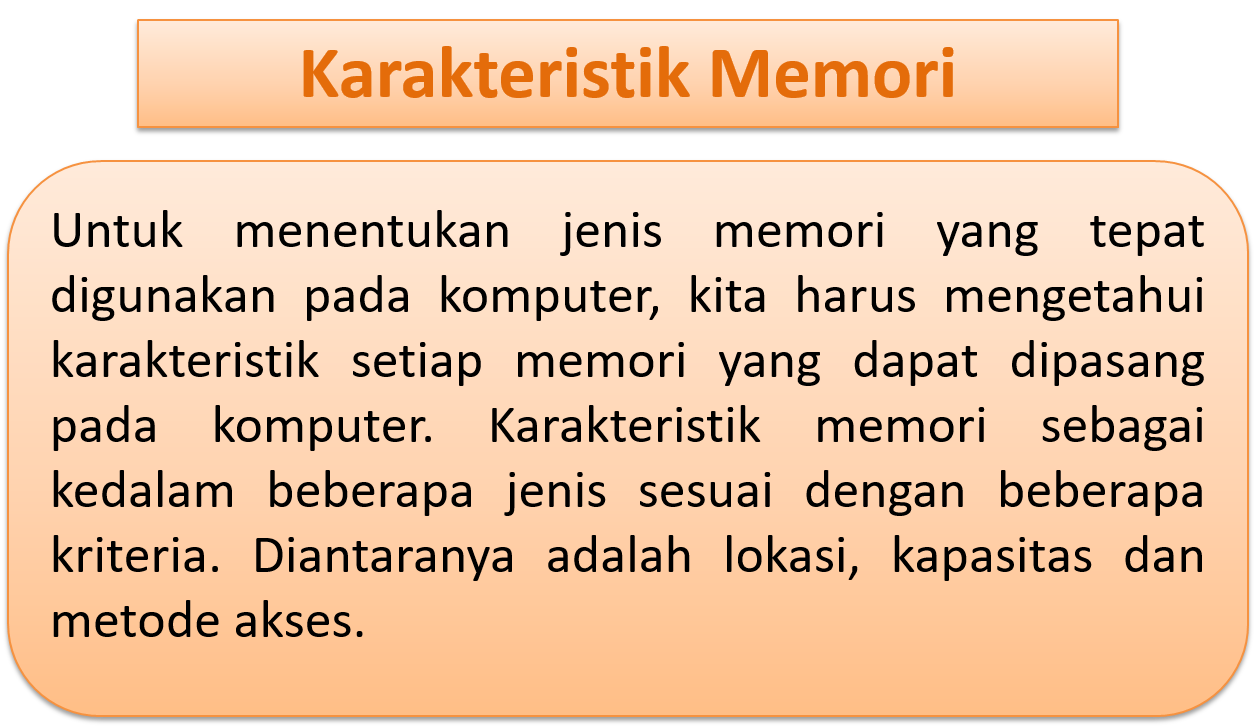 Karakteristik Memori
Untuk menentukan jenis memori yang tepat
digunakan pada komputer, kita harus mengetahui
karakteristik setiap memori yang dapat dipasang
pada komputer. Karakteristik memori sebagai
kedalam beberapa jenis sesuai dengan beberapa
kriteria. Diantaranya adalah lokasi, kapasitas dan
metode akses.